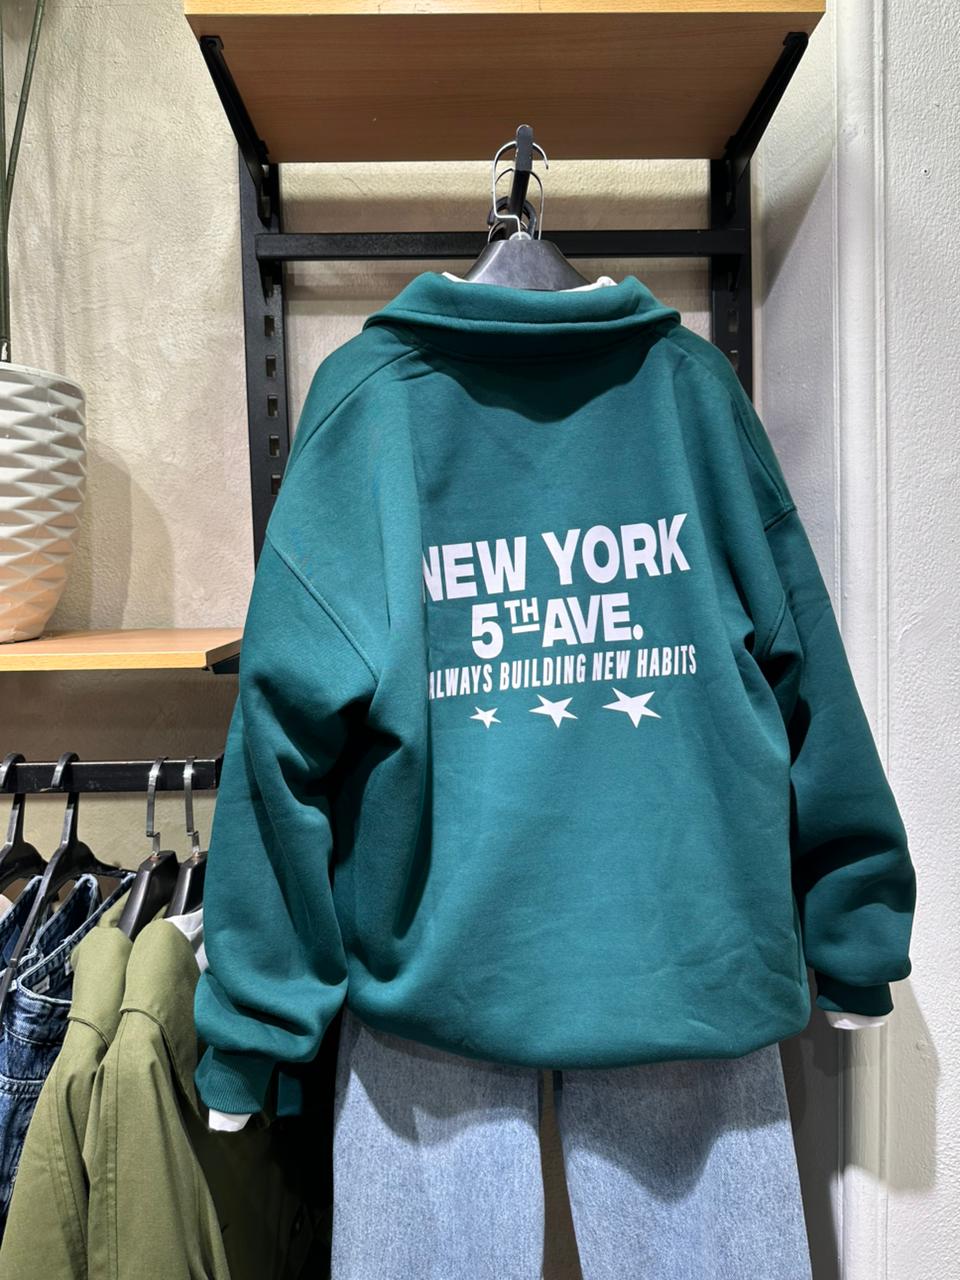 NEW YORK
5TH AVE.
ALWAYS BUILDING NEW HABITS